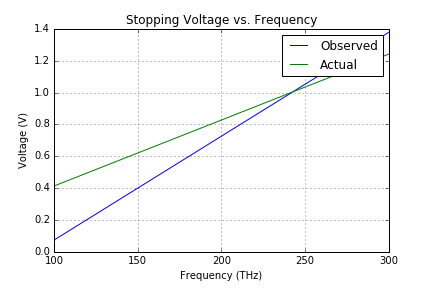 Stopping Voltage vs. Frequency
1.4
1.2
1.0
0.8
0.6
0.4
0.2
0.0
Voltage (V)
Observed
Actual
100 150 200 250 300
Frequency (THz)